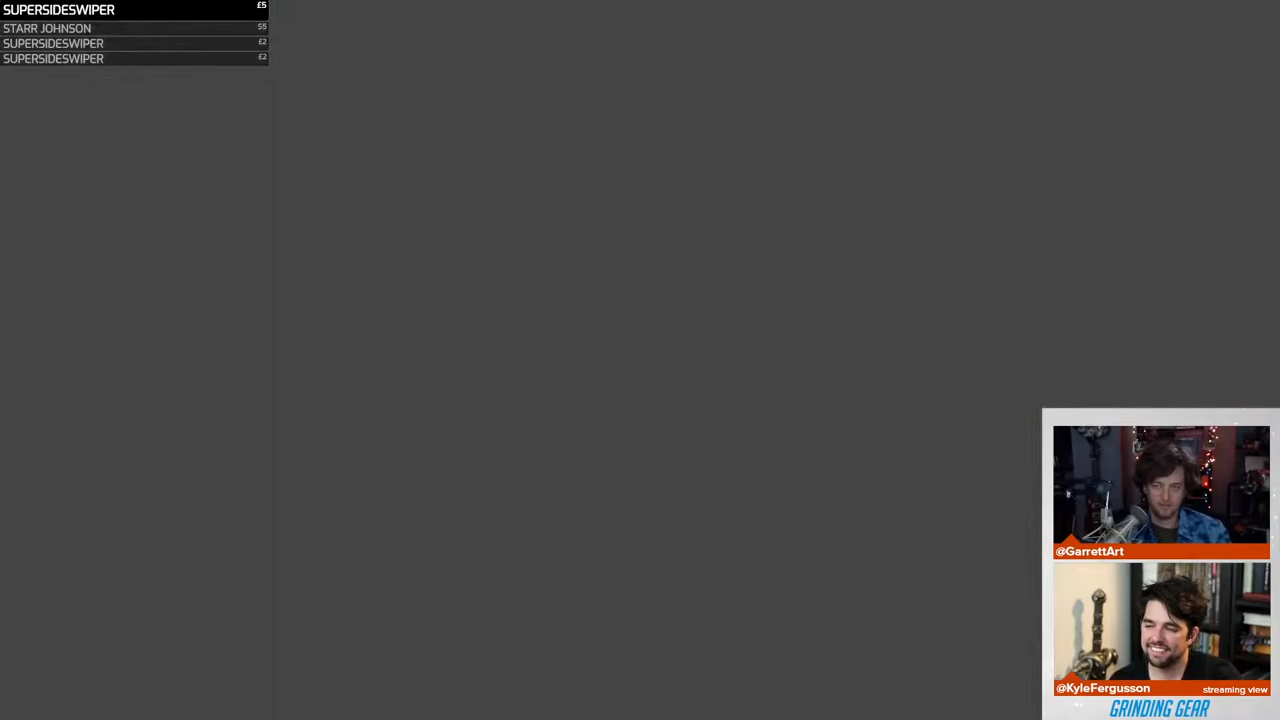 SUPERSIDESWIPER £5
STARR JOHNSON $5
SUPERSIDESWIPER £2
SUPERSIDESWIPER £2
@GarrettArt
@KyleFergusson streaming view
GRINDING GEAR